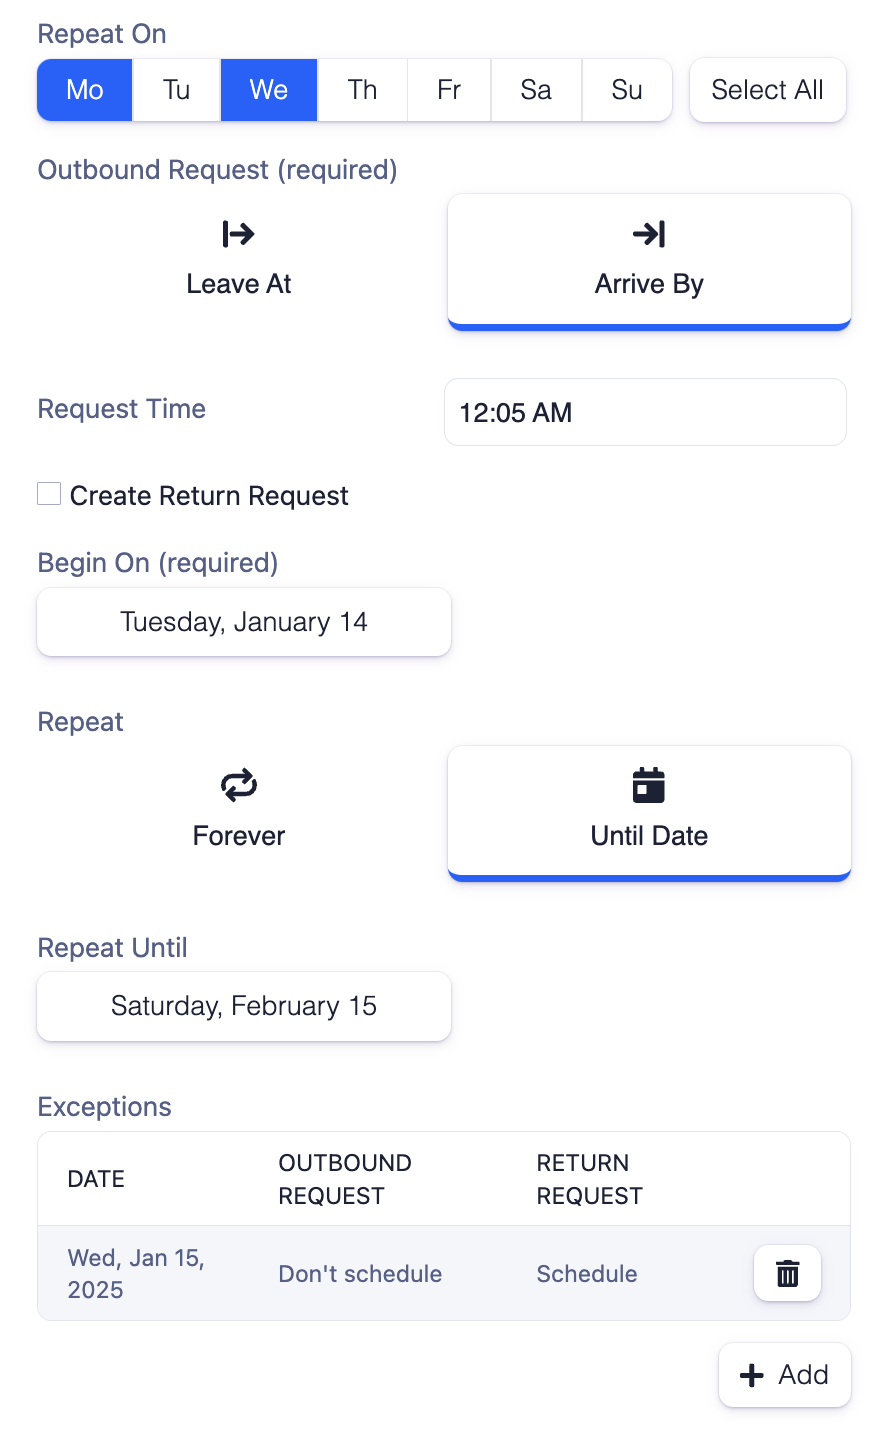 Repeat On
Mo Tu We Th Fr Sa Su Select All
Outbound Request (required)
Leave At Arrive By
Request Time 12:05 AM
Create Return Request
Begin On (required)
Tuesday, January 14
Repeat
Forever Until Date
Repeat Until
Saturday, February 15
Exceptions
DATE
OUTBOUND
REQUEST
RETURN
REQUEST
Wed, Jan 15,
2025
Don't schedule
Schedule
Add